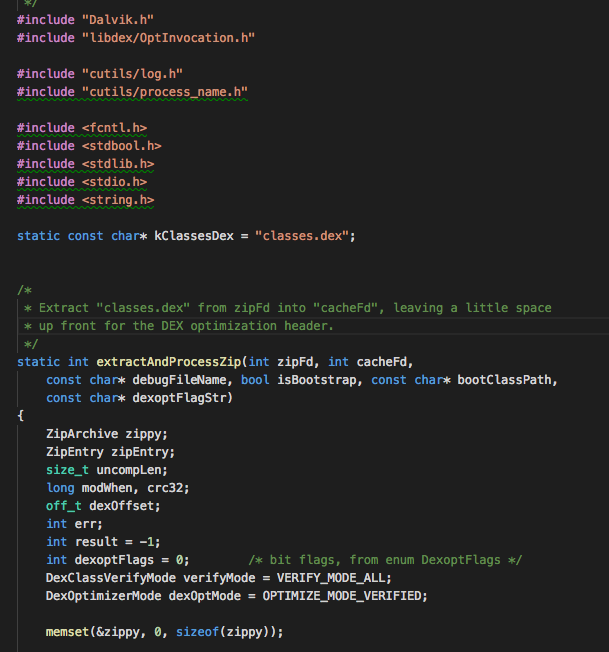 */
#include "Dalvik.h"
#include "libdex/OptInvocation.h"

#include "cutils/log.h"
#include "cutils/process_name.h"

#include <fcntl.h>
#include <stdbool.h>
#include <stdlib.h>
#include <stdio.h>
#include <string.h>

static const char* kClassesDex = "classes.dex";


/*
 * Extract "classes.dex" from zipFd into "cacheFd", leaving a little space
 * up front for the DEX optimization header.
 */
static int extractAndProcessZip(int zipFd, int cacheFd,
    const char* debugFileName, bool isBootstrap, const char* bootClassPath,
    const char* dexoptFlagStr)
{
    ZipArchive zippy;
    ZipEntry zipEntry;
    size_t uncompLen;
    long modWhen, crc32;
    off_t dexOffset;
    int err;
    int result = -1;
    int dexoptFlags = 0;        /* bit flags, from enum DexoptFlags */
    DexClassVerifyMode verifyMode = VERIFY_MODE_ALL;
    DexOptimizerMode dexOptMode = OPTIMIZE_MODE_VERIFIED;

    memset(&zippy, 0, sizeof(zippy));